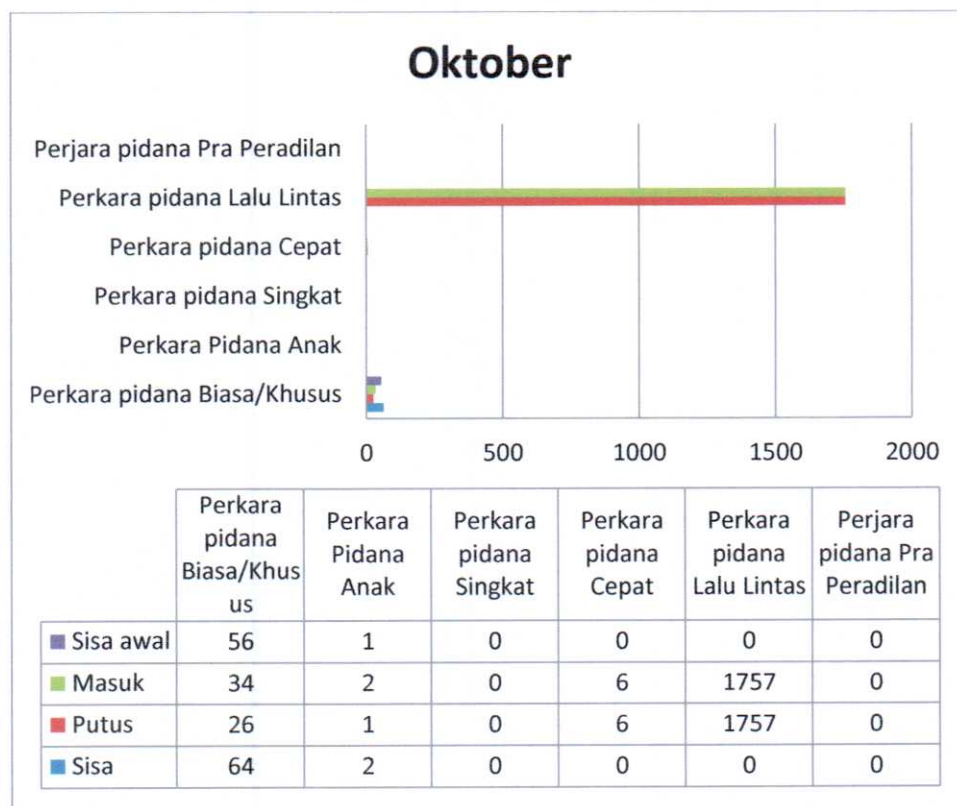 Oktober
Perjara pidana Pra Peradilan
Perkara pidana Lalu Lintas
Perkara pidana Cepat
Perkara pidana Singkat
Perkara Pidana Anak
Perkara pidana Biasa/Khusus
0 500 1000 1500 2000
Perkara
pidana
Biasa/Khus
us
Perkara
Pidana
Anak
Perkara
pidana
Singkat
Perkara
pidana
Cepat
Perkara
pidana
Lalu Lintas
Perjara
pidana Pra
Peradilan
Sisa awal 56 1 0 0 0 0
Masuk 34 2 0 6 1757 0
Putus 26 1 0 6 1757 0
Sisa 64 2 0 0 0 0